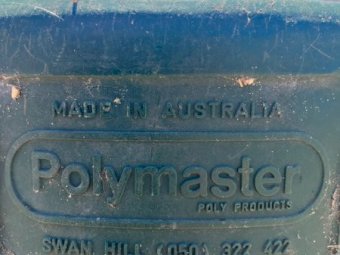 MADE IN AUSTRALIA
Polymaster
POLY PRODUCTS
SWAN HILL (050) 322 422